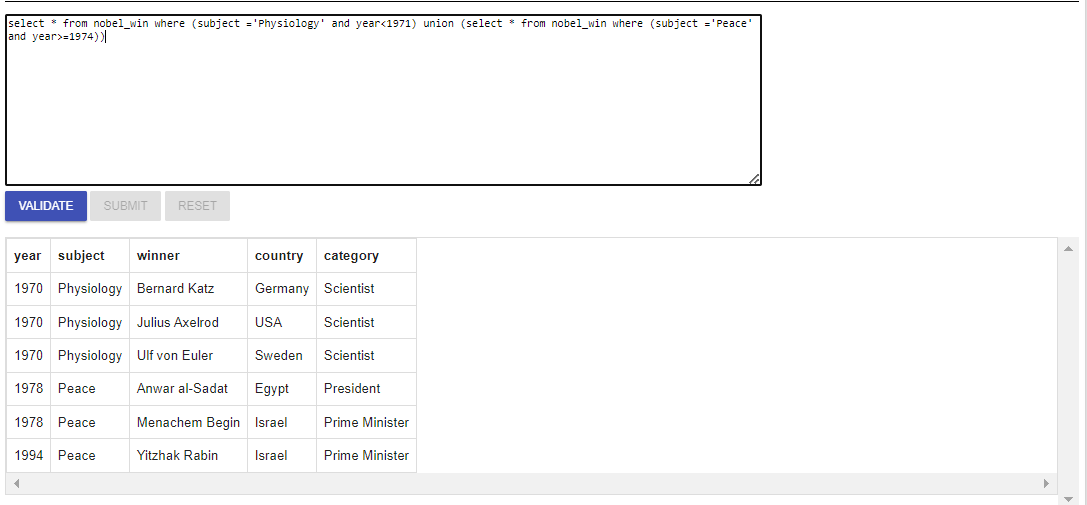 select * from nobel_win where (subject ='Physiology' and year<1971) union (select * from nobel_win where (subject ='Peace'
and year>=1974))
VALIDATE SUBMIT RESET
year subject winner country category
1970 Physiology Bernard Katz Germany Scientist
1970 Physiology Julius Axelrod USA Scientist
1970 Physiology Ulf von Euler Sweden Scientist
1978 Peace Anwar al-Sadat Egypt President
1978 Peace Menachem Begin Israel Prime Minister
1994 Peace Yitzhak Rabin Israel Prime Minister